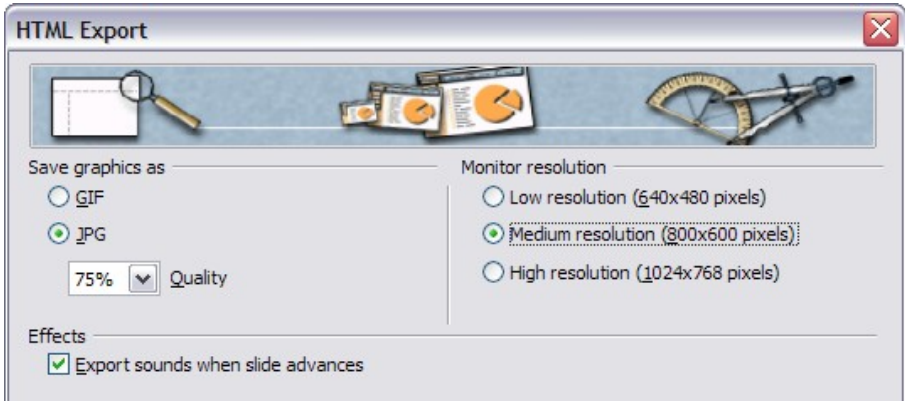 HTML Export
Save graphics as
GIF
JPG
75% Quality
Monitor resolution
Low resolution (640x480 pixels)
Medium resolution (800x600 pixels)
High resolution (1024x768 pixels)
Effects
Export sounds when slide advances